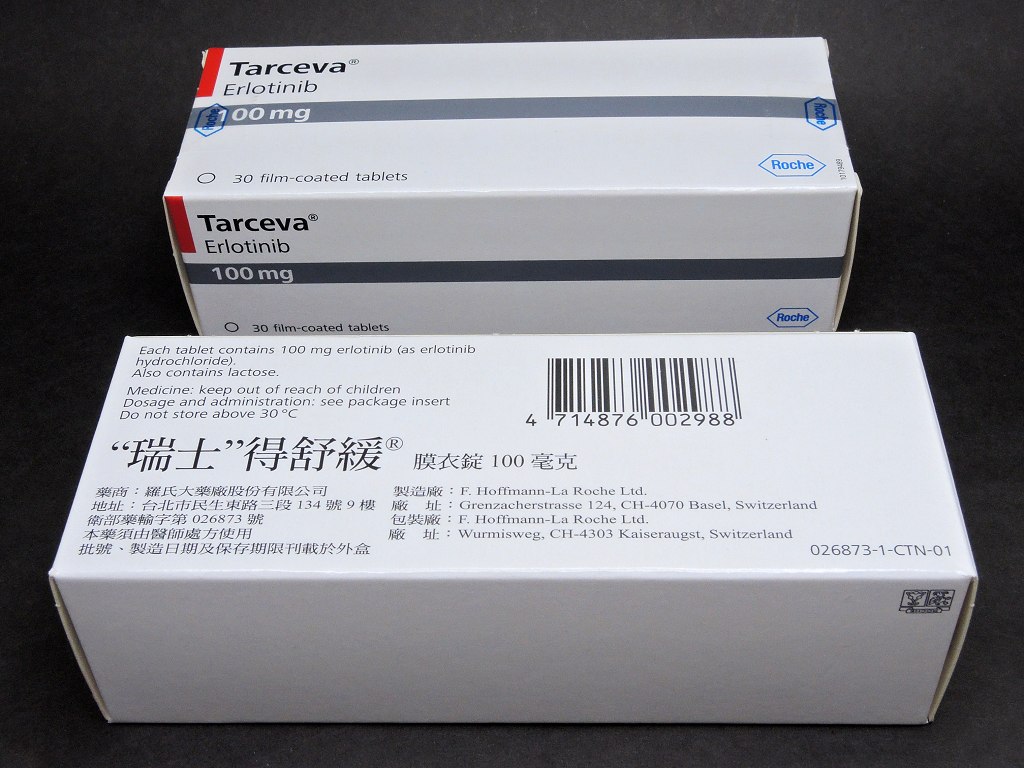 Tarceva®
Erlotinib
00 mg
Roche
Roche
Roche
30 film-coated tablets
10179489
Tarceva®
Erlotinib
100 mg
Roche
30 film-coated tablets
Each tablet contains 100 mg erlotinib (as erlotinib
hydrochloride).
Also contains lactose.
Medicine: keep out of reach of children
Dosage and administration: see package insert
Do not store above 30 °C
4 714876 002988
“瑞士”得舒緩® 膜衣錠 100 毫克
藥商：羅氏大藥廠股份有限公司
地址：台北市民生東路三段 134 號 9 樓
衛部藥輸字第 026873 號
本藥須由醫師處方使用
批號、製造日期及保存期限刊載於外盒
製造廠：F. Hoffmann-La Roche Ltd.
廠　址：Grenzacherstrasse 124, CH-4070 Basel, Switzerland
包裝廠：F. Hoffmann-La Roche Ltd.
廠　址：Wurmisweg, CH-4303 Kaiseraugst, Switzerland
026873-1-CTN-01